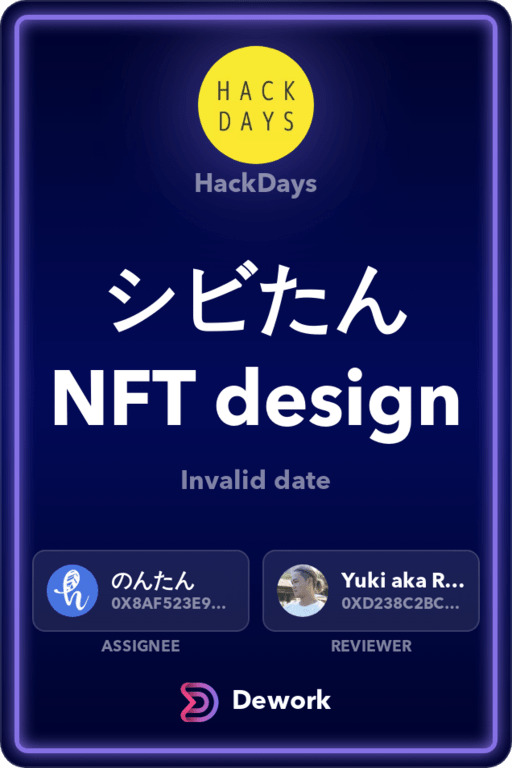 HACK
DAYS
HackDays
シビたん
NFT design
Invalid date
のんたん
0X8AF523E9...
Yuki aka R...
0XD238C2BC...
ASSIGNEE
REVIEWER
Dework